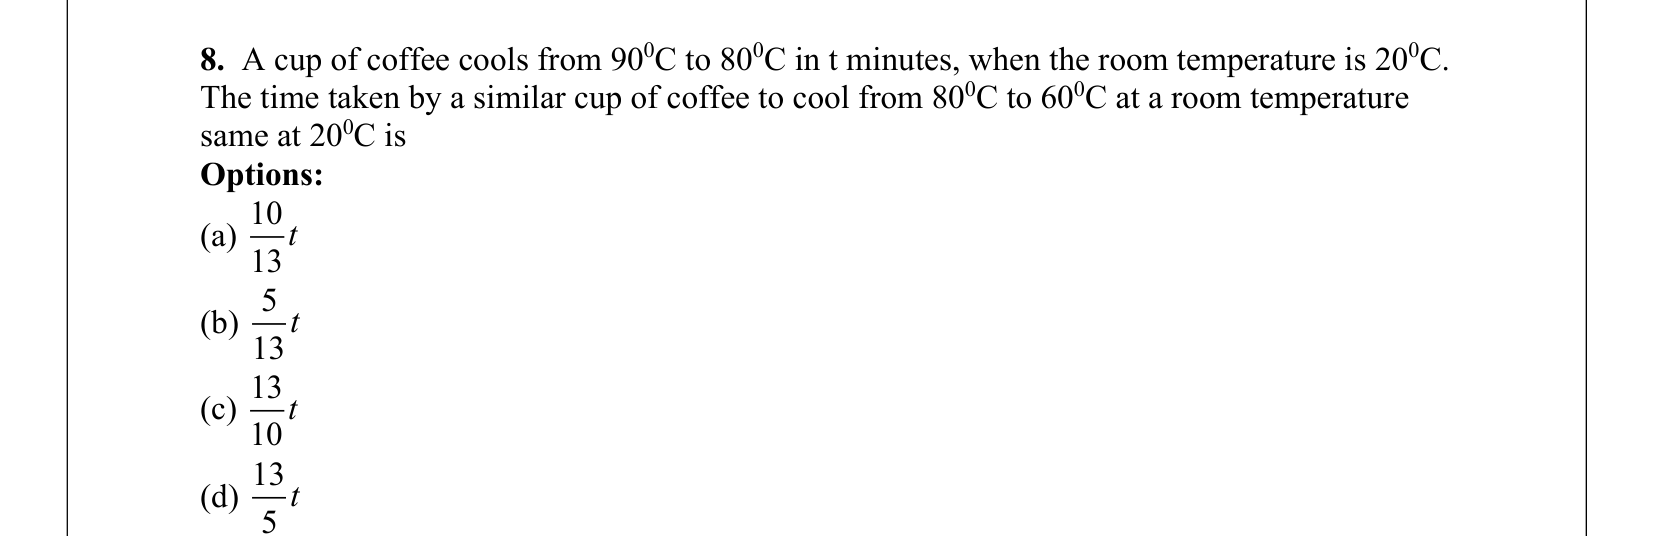 8. A cup of coffee cools from 90⁰C to 80⁰C in t minutes, when the room temperature is 20⁰C.
The time taken by a similar cup of coffee to cool from 80⁰C to 60⁰C at a room temperature
same at 20⁰C is
Options:
(a) 10/13 t
(b) 5/13 t
(c) 13/10 t
(d) 13/5 t